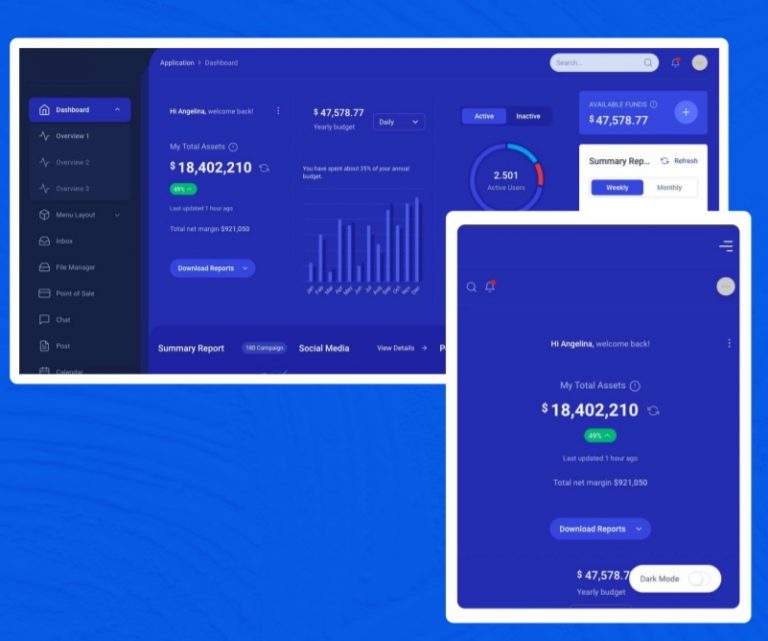 Application > Dashboard
Search...
Dashboard
Overview 1
Overview 2
Overview 3
Menu Layout
Inbox
File Manager
Point of Sale
Chat
Post
Calendar
Hi Angelina, welcome back!
My Total Assets
$18,402,210
49%
Last updated 1 hour ago
Total net margin $921,050
Download Reports
$ 47,578.77
Yearly budget
Daily
You have spent about 35% of your annual
budget.
Jan Feb Mar Apr May Jun Jul Aug Sep Oct Nov Dec
Active Inactive
2.501
Active Users
AVAILABLE FUNDS
$47,578.77
Summary Rep... Refresh
Weekly Monthly
Summary Report 180 Campaign
Social Media View Details →
P
Hi Angelina, welcome back!
My Total Assets
$18,402,210
49%
Last updated 1 hour ago
Total net margin $921,050
Download Reports
$ 47,578.7
Yearly budget
Dark Mode